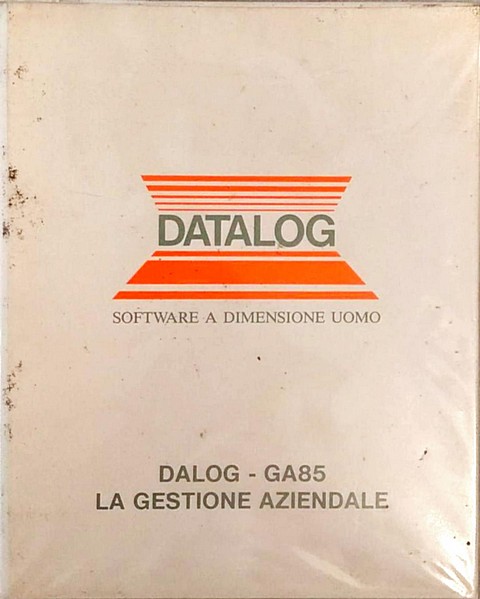 DATALOG
SOFTWARE A DIMENSIONE UOMO
DALOG - GA85
LA GESTIONE AZIENDALE